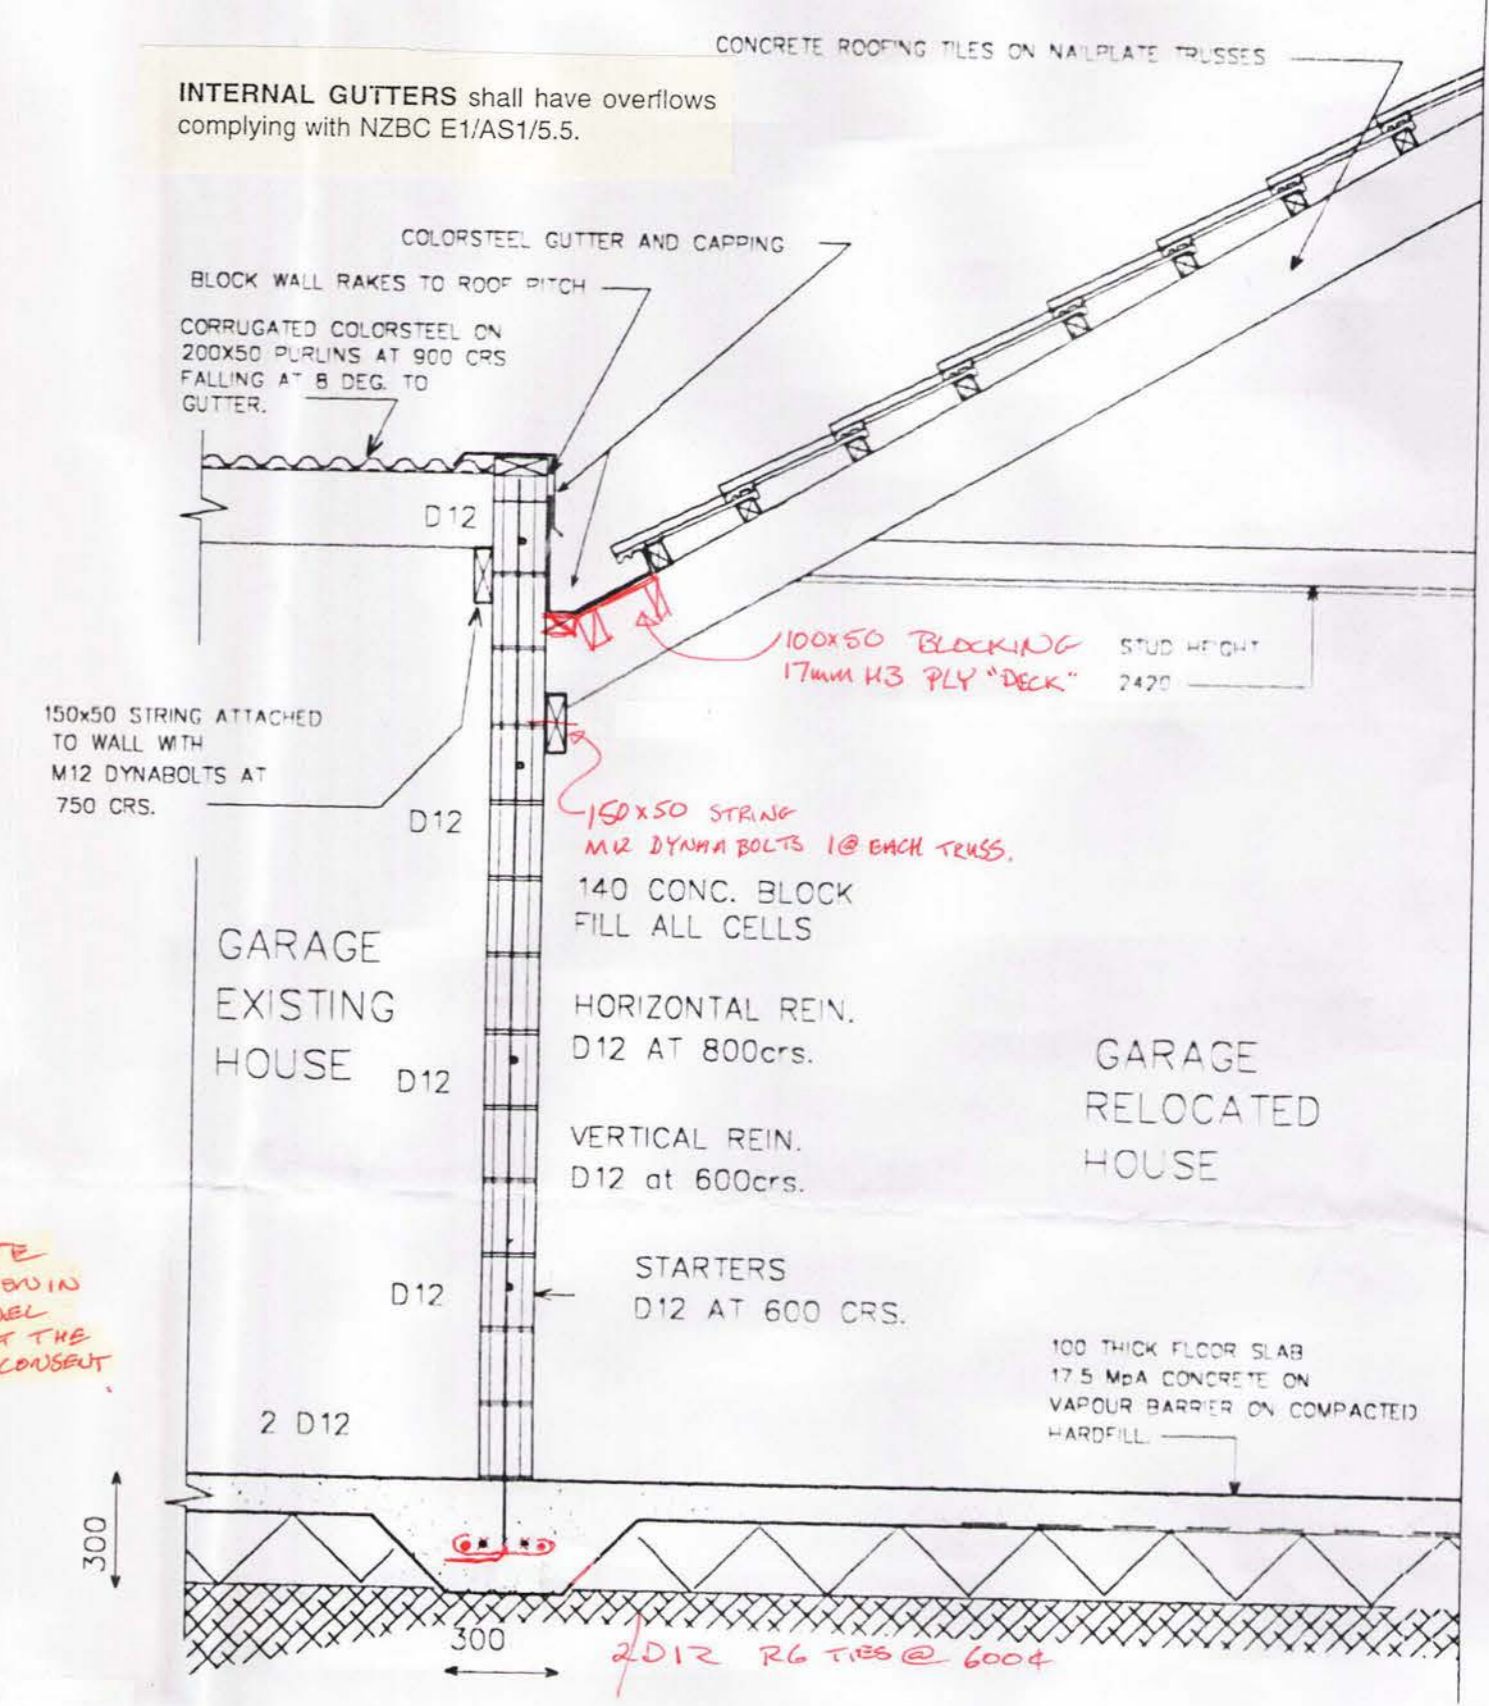 CONCRETE ROOFING TILES ON NAILPLATE TRUSSES
INTERNAL GUTTERS shall have overflows
complying with NZBC E1/AS1/5.5.
COLORSTEEL GUTTER AND CAPPING
BLOCK WALL RAKES TO ROOF PITCH
CORRUGATED COLORSTEEL ON
200X50 PURLINS AT 900 CRS
FALLING AT 8 DEG. TO
GUTTER.
D12
100X50 BLOCKING
17mm H3 PLY "DECK"
STUD HEIGHT
2420
150x50 STRING ATTACHED
TO WALL WITH
M12 DYNABOLTS AT
750 CRS.
D12
150X50 STRING
M12 DYNAABOLTS 1@ EACH TRUSS.
140 CONC. BLOCK
FILL ALL CELLS
GARAGE
EXISTING
HOUSE
D12
HORIZONTAL REIN.
D12 AT 800crs.
GARAGE
RELOCATED
HOUSE
VERTICAL REIN.
D12 at 600crs.
THE
CONSENT
D12
STARTERS
D12 AT 600 CRS.
100 THICK FLOOR SLAB
17.5 MpA CONCRETE ON
VAPOUR BARRIER ON COMPACTED
HARDFILL.
2 D12
300
300
2D12 R6 TIES @ 600¢